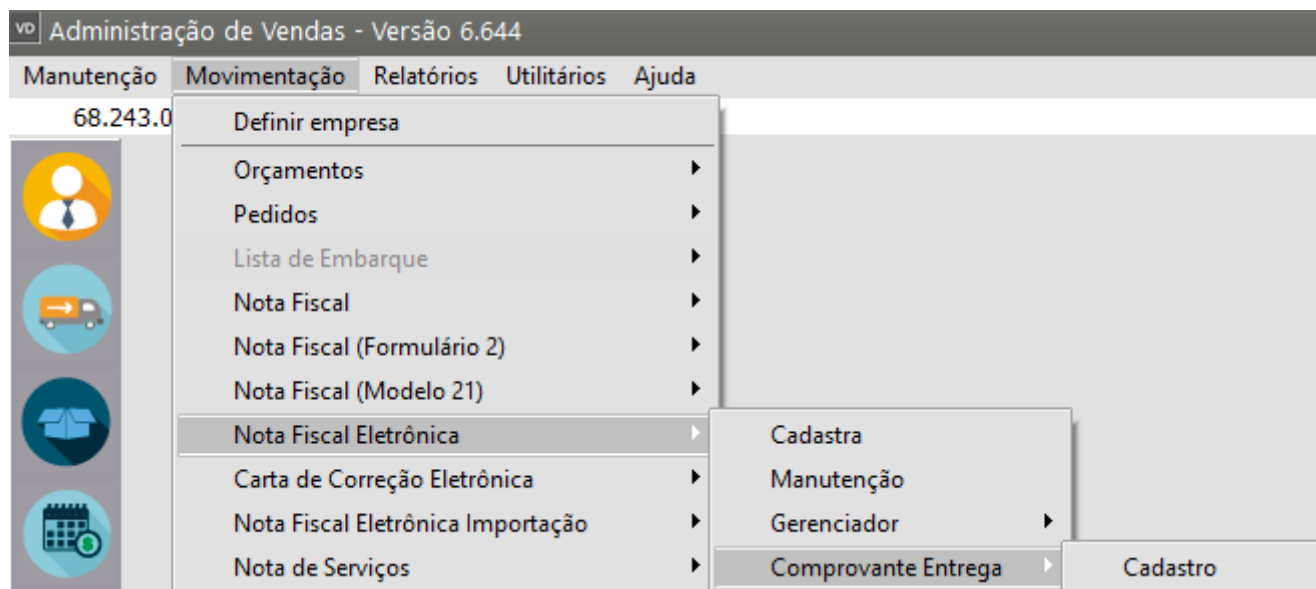 VD Administração de Vendas - Versão 6.644
Manutenção Movimentação Relatórios Utilitários Ajuda
68.243.0
Definir empresa
Orçamentos
Pedidos
Lista de Embarque
Nota Fiscal
Nota Fiscal (Formulário 2)
Nota Fiscal (Modelo 21)
Nota Fiscal Eletrônica Cadastra
Carta de Correção Eletrônica Manutenção
Nota Fiscal Eletrônica Importação Gerenciador
Nota de Serviços Comprovante Entrega Cadastro